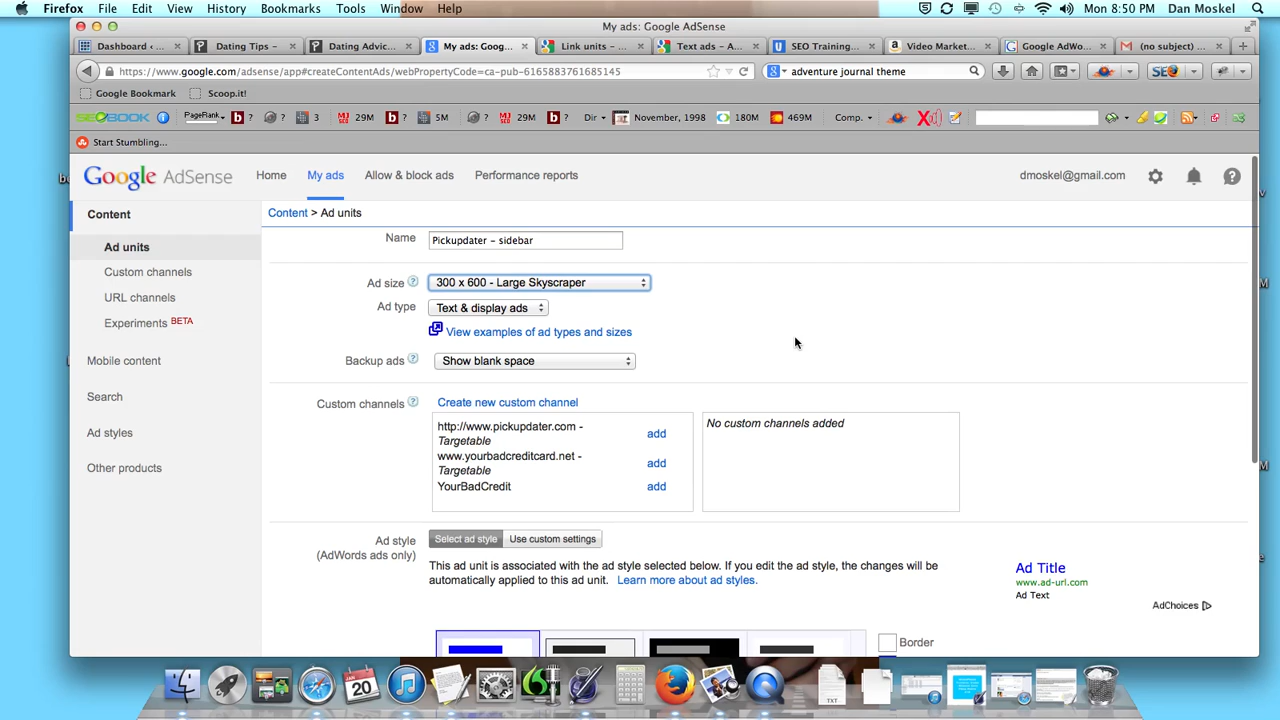 Firefox File Edit View History Bookmarks Tools Window Help Mon 8:50 PM Dan Moskel
My ads: Google AdSense
Dashboard ‹ ... Dating Tips - ... Dating Advic... My ads: Goog... Link units - ... Text ads - A... SEO Training... Video Market... Google AdWo... (no subject) ...
https://www.google.com/adsense/app#createContentAds/webPropertyCode=ca-pub-6165883761685145 adventure journal theme SEO
Google Bookmark Scoop.it!
SEOBOOK PageRank ? ? 3 29M ? 5M ? 29M ? Dir November, 1998 180M 469M Comp.
Start Stumbling...
Google AdSense Home My ads Allow & block ads Performance reports dmoskel@gmail.com
Content
Content > Ad units
Ad units
Custom channels
URL channels
Experiments BETA
Mobile content
Search
Ad styles
Other products
Name Pickupdater - sidebar
Ad size 300 x 600 - Large Skyscraper
Ad type Text & display ads
View examples of ad types and sizes
Backup ads Show blank space
Custom channels Create new custom channel
http://www.pickupdater.com - Targetable add
www.yourbadcreditcard.net - Targetable add
YourBadCredit add
No custom channels added
Ad style
(AdWords ads only)
Select ad style Use custom settings
This ad unit is associated with the ad style selected below. If you edit the ad style, the changes will be
automatically applied to this ad unit. Learn more about ad styles.
Ad Title
www.ad-url.com
Ad Text
AdChoices
Border
20
TXT